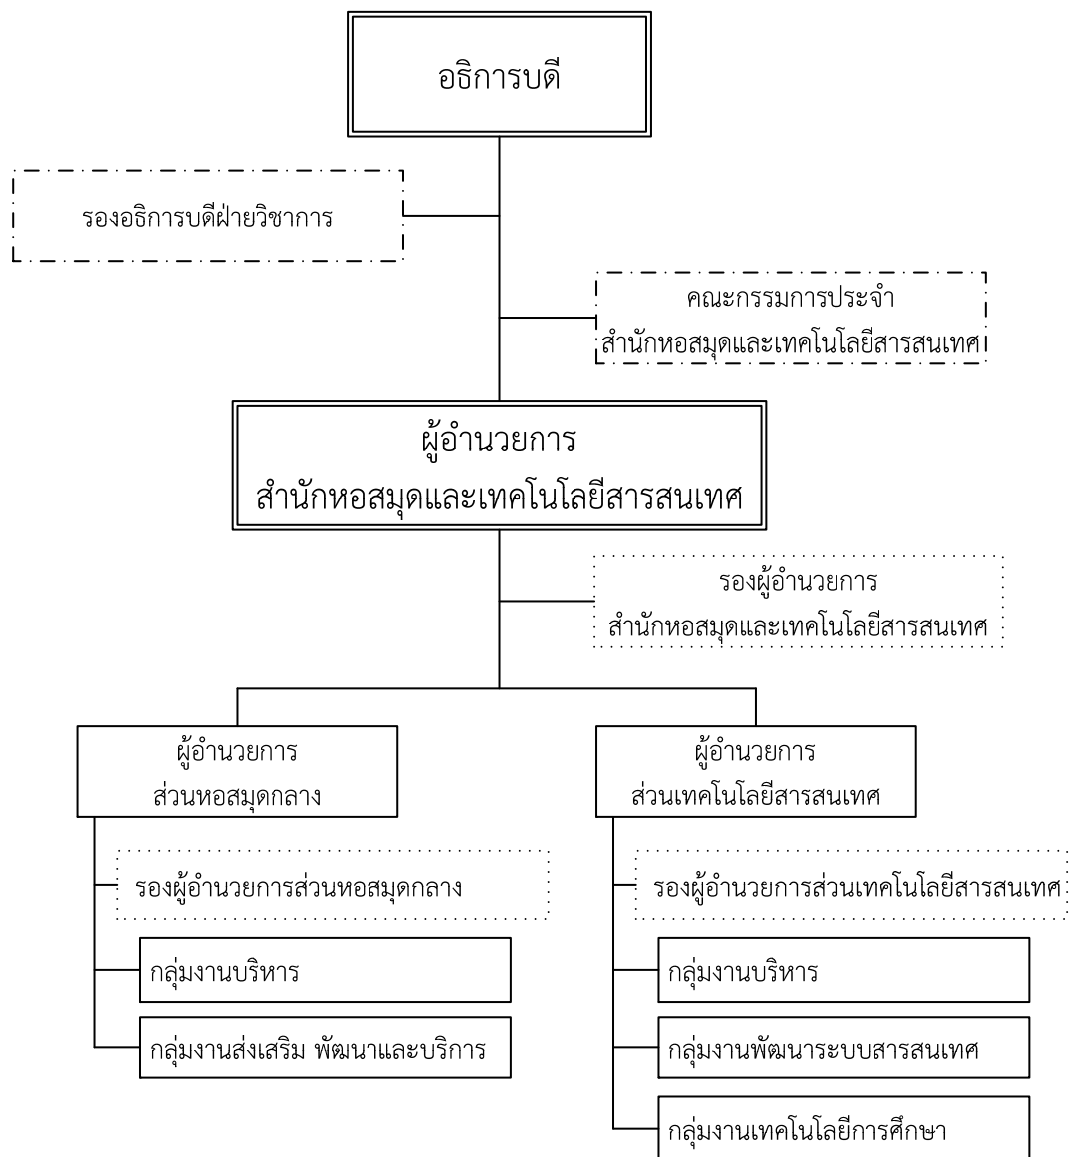 อธิการบดี
รองอธิการบดีฝ่ายวิชาการ
คณะกรรมการประจำ
สำนักหอสมุดและเทคโนโลยีสารสนเทศ
ผู้อำนวยการ
สำนักหอสมุดและเทคโนโลยีสารสนเทศ
รองผู้อำนวยการ
สำนักหอสมุดและเทคโนโลยีสารสนเทศ
ผู้อำนวยการ
ส่วนหอสมุดกลาง
รองผู้อำนวยการส่วนหอสมุดกลาง
กลุ่มงานบริหาร
กลุ่มงานส่งเสริม พัฒนาและบริการ
ผู้อำนวยการ
ส่วนเทคโนโลยีสารสนเทศ
รองผู้อำนวยการส่วนเทคโนโลยีสารสนเทศ
กลุ่มงานบริหาร
กลุ่มงานพัฒนาระบบสารสนเทศ
กลุ่มงานเทคโนโลยีการศึกษา